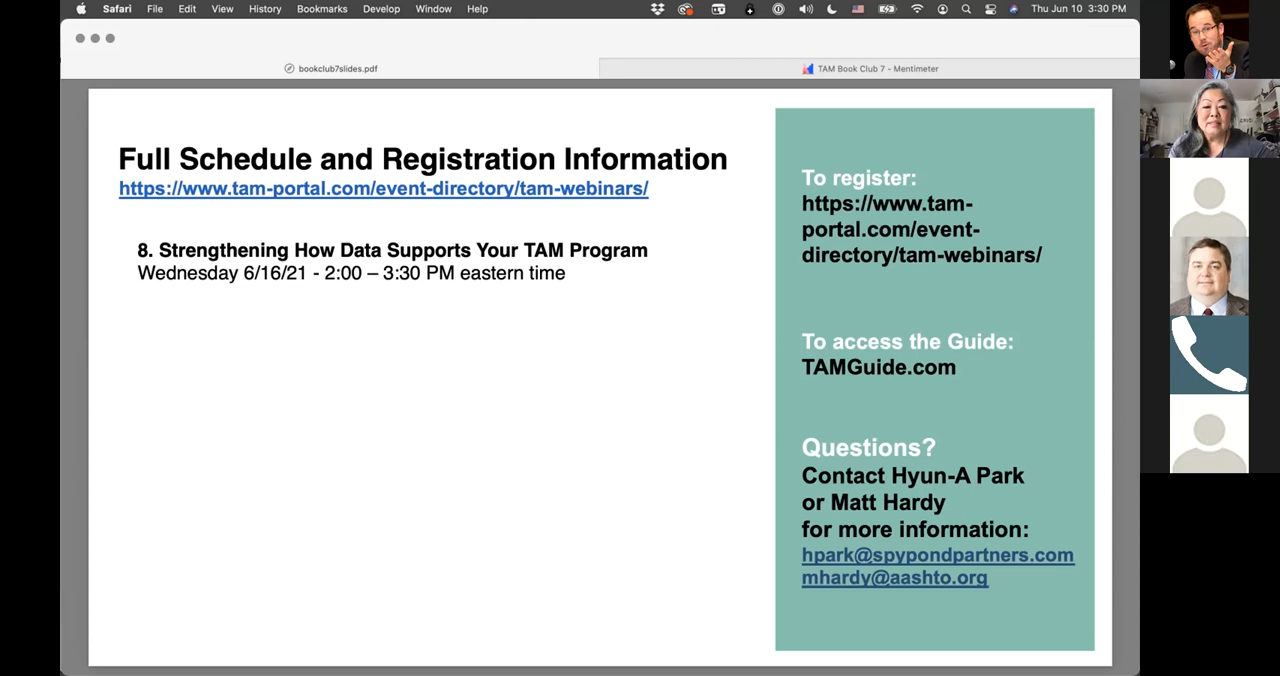 Safari File Edit View History Bookmarks Develop Window Help Thu Jun 10 3:30 PM
bookclub7slides.pdf
TAM Book Club 7 - Mentimeter
Full Schedule and Registration Information
https://www.tam-portal.com/event-directory/tam-webinars/
8. Strengthening How Data Supports Your TAM Program
Wednesday 6/16/21 - 2:00 – 3:30 PM eastern time
To register:
https://www.tam-
portal.com/event-
directory/tam-webinars/
To access the Guide:
TAMGuide.com
Questions?
Contact Hyun-A Park
or Matt Hardy
for more information:
hpark@spypondpartners.com
mhardy@aashto.org